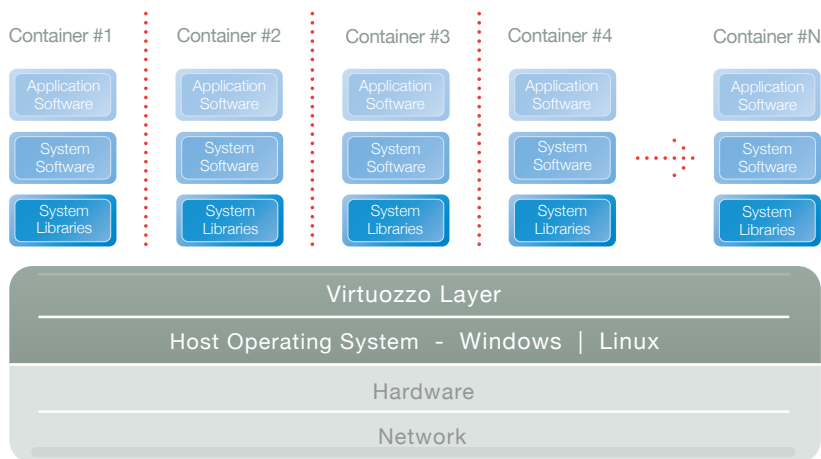 Container #1
Container #2
Container #3
Container #4
Container #N
Application
Software
Application
Software
Application
Software
Application
Software
Application
Software
System
Software
System
Software
System
Software
System
Software
System
Software
System
Libraries
System
Libraries
System
Libraries
System
Libraries
System
Libraries
Virtuozzo Layer
Host Operating System - Windows | Linux
Hardware
Network